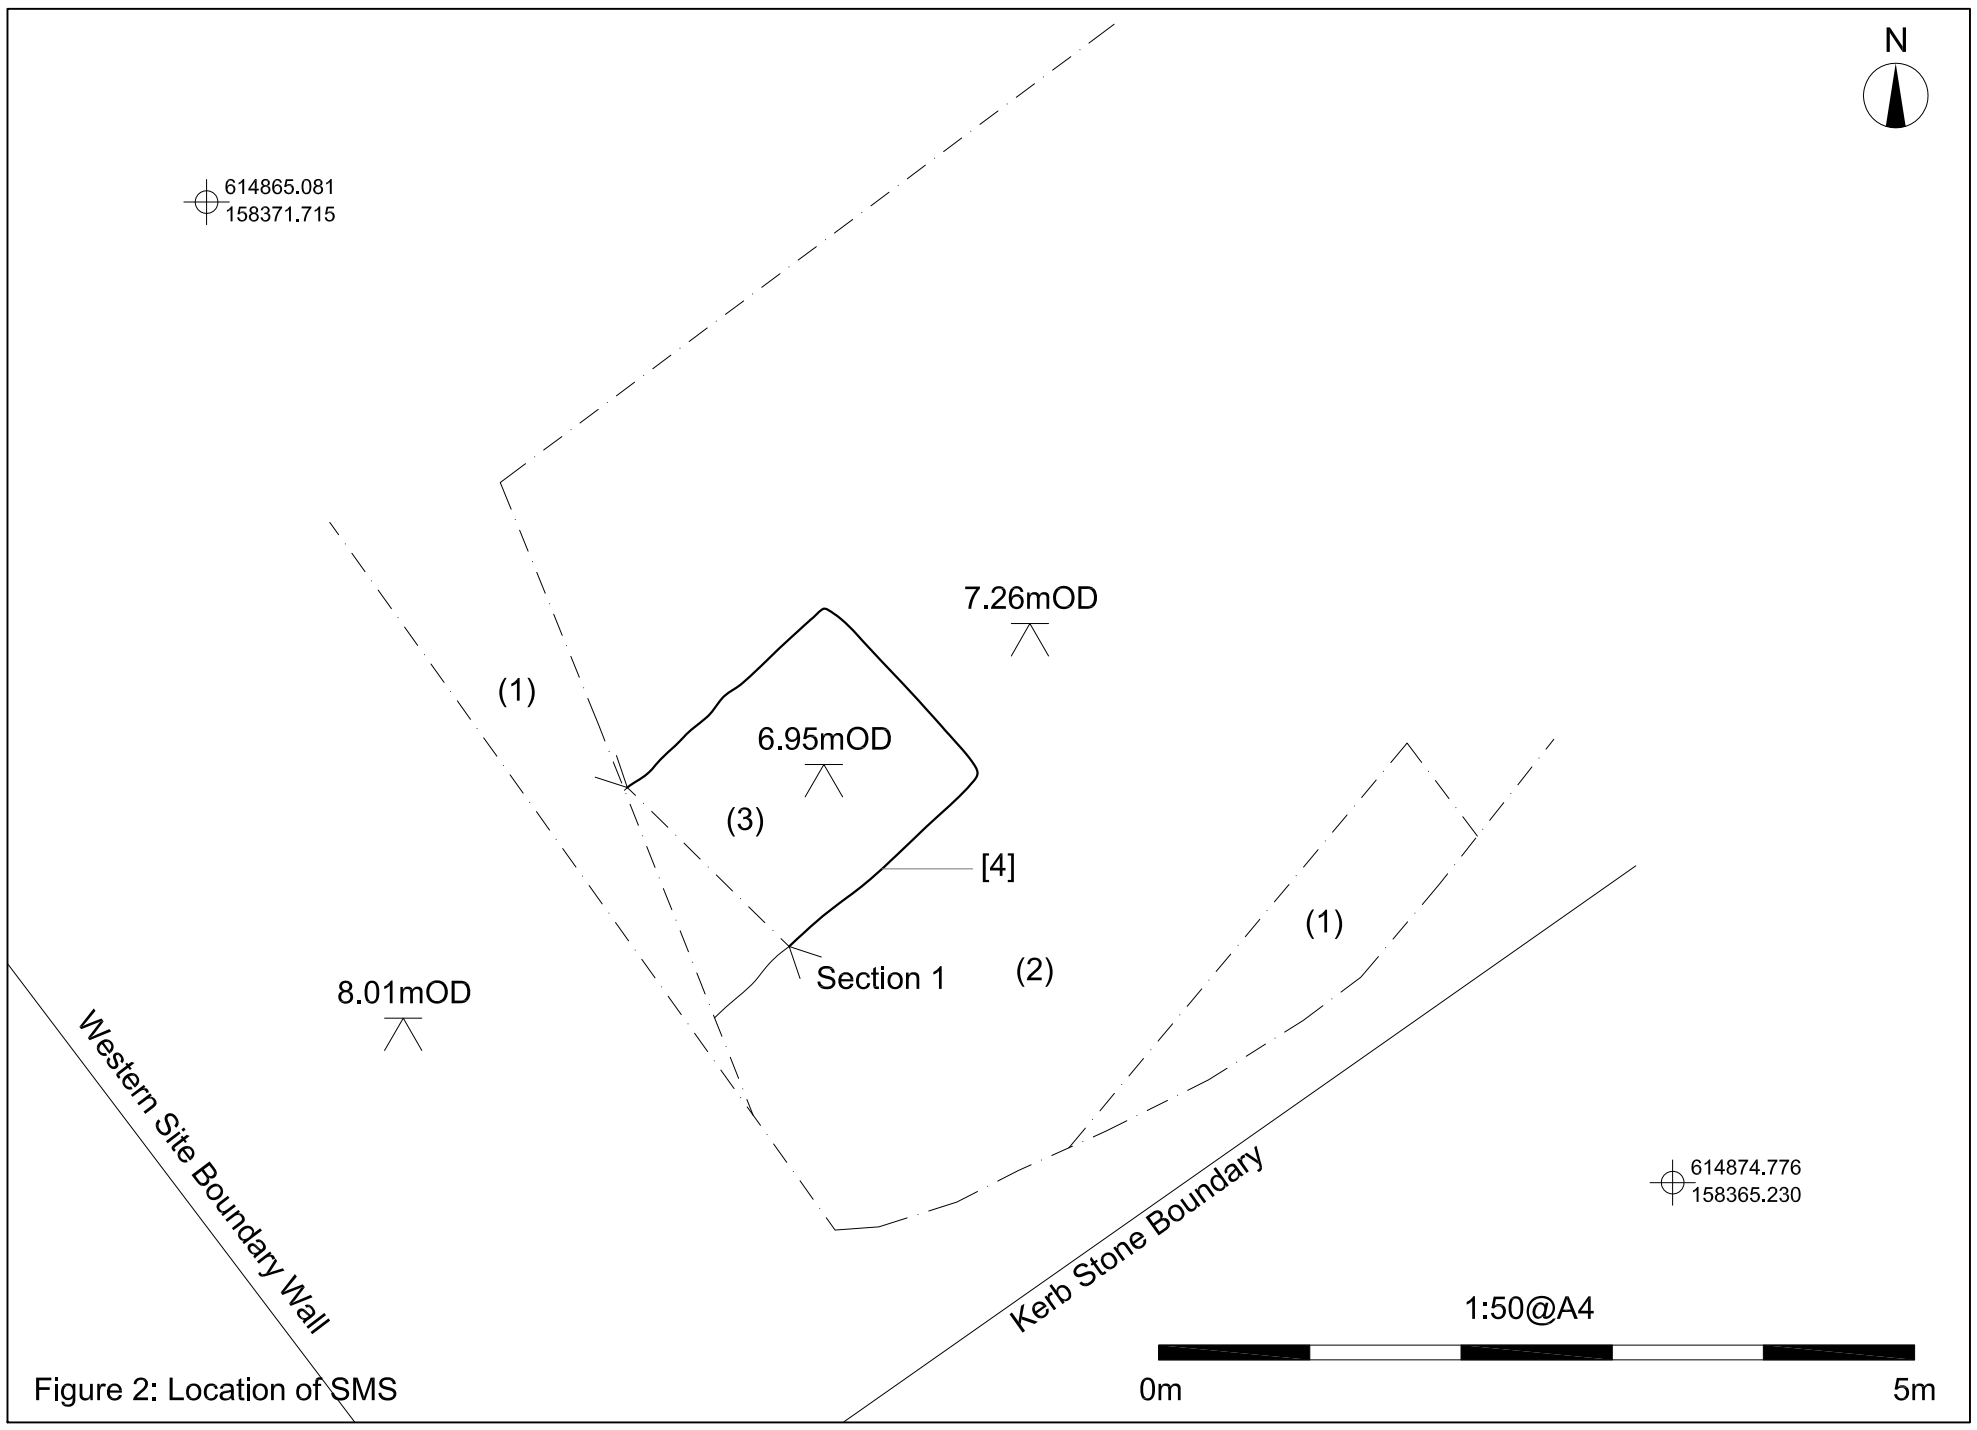 N
614865.081
158371.715
7.26mOD
(1)
6.95mOD
(3)
[4]
(1)
(2)
Section 1
8.01mOD
Western Site Boundary Wall
Kerb Stone Boundary
614874.776
158365.230
1:50@A4
0m
5m
Figure 2: Location of SMS